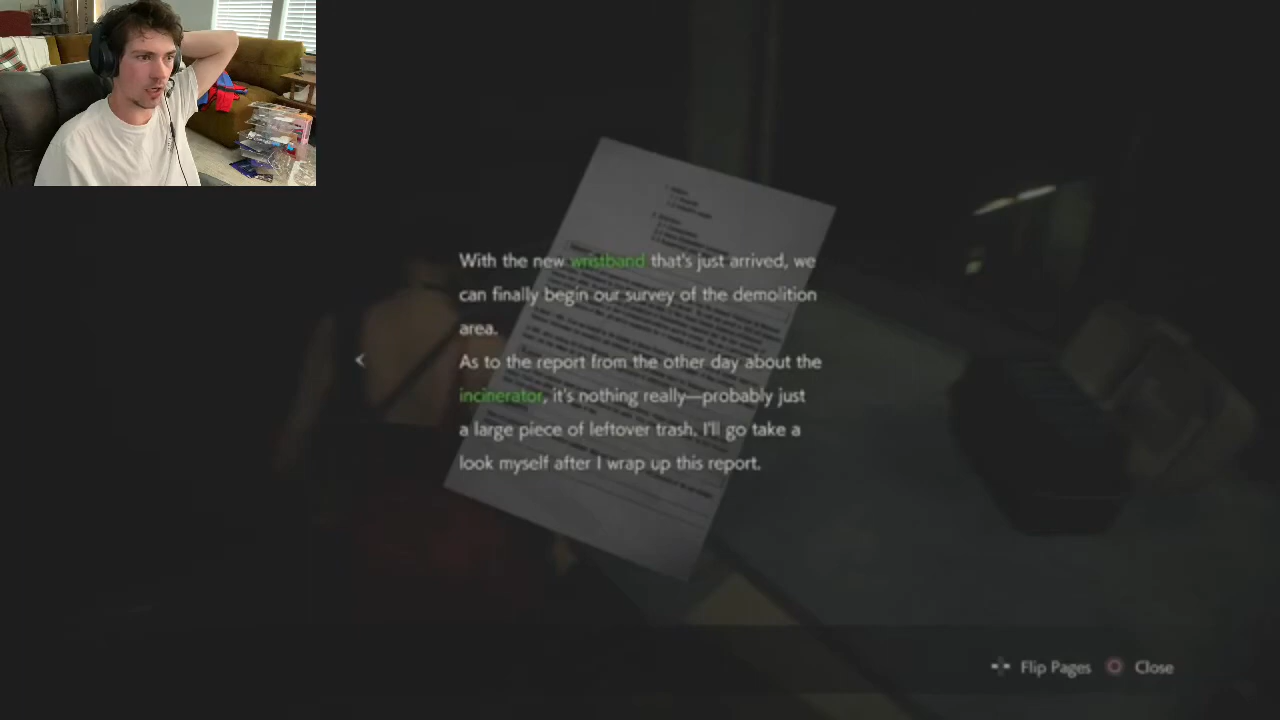 With the new wristband that's just arrived, we
can finally begin our survey of the demolition
area.
As to the report from the other day about the
incinerator, it's nothing really—probably just
a large piece of leftover trash. I'll go take a
look myself after I wrap up this report.
Flip Pages
Close